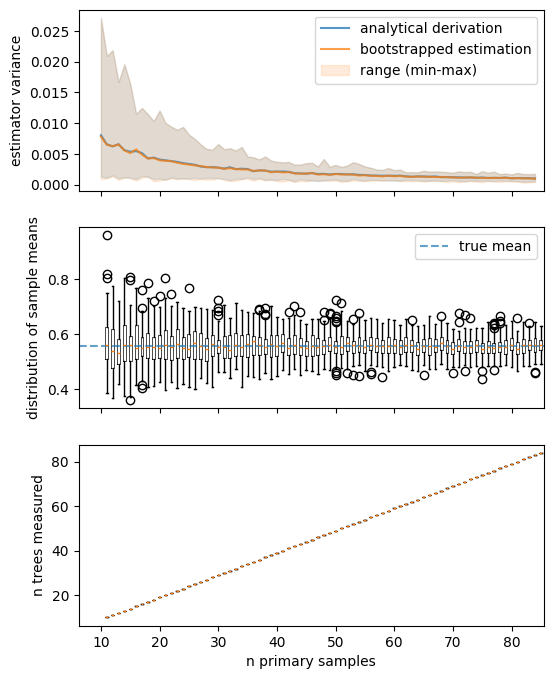 0.025
0.020
0.015
0.010
0.005
0.000
estimator variance
analytical derivation
bootstrapped estimation
range (min-max)
0.8
0.6
0.4
distribution of sample means
true mean
80
60
40
20
n trees measured
10 20 30 40 50 60 70 80
n primary samples